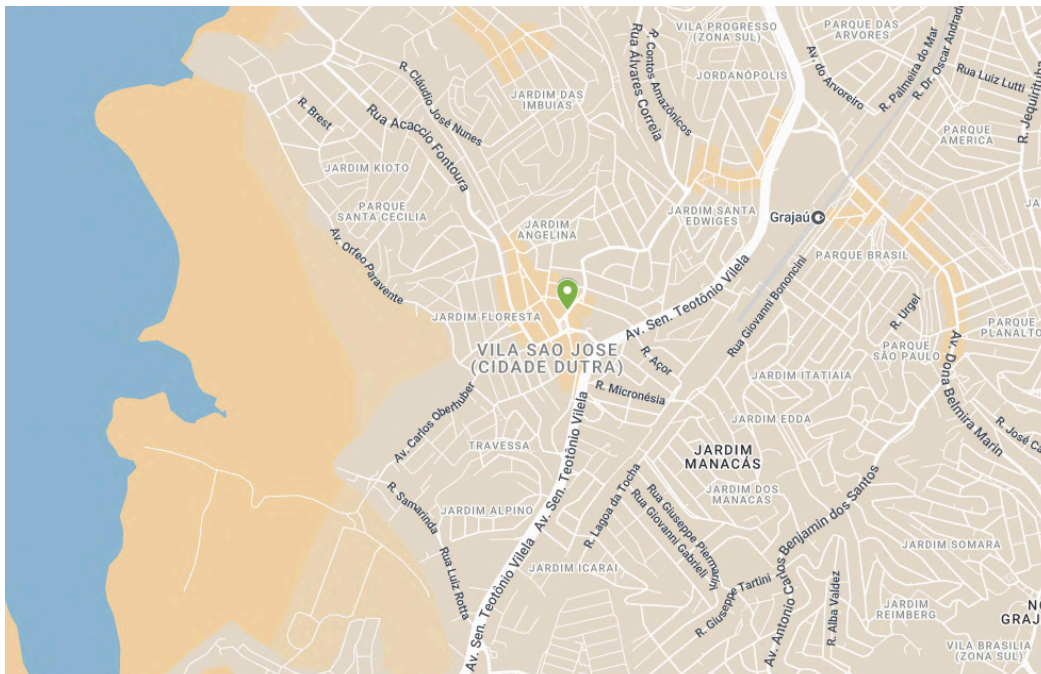 VILA PROGRESSO
(ZONA SUL)
PARQUE DAS
ARVORES
R. Contos Amazônicos
Rua Álvares Correia
R. Palmeira do Mar
R. Dr. Oscar Andrade
Av. do Arvoreiro
Rua Luiz Lutti
R. Jequirituba
R. Cláudio José Nunes
JARDIM DAS
IMBUIAS
JORDANÓPOLIS
R. Brest
Rua Acaccio Fontoura
PARQUE
AMERICA
JARDIM KIOTO
PARQUE
SANTA CECILIA
JARDIM
ANGELINA
JARDIM SANTA
EDWIGES
Grajaú
Av. Orfeo Paravente
PARQUE BRASIL
Av. Sen. Teotônio Vilela
Rua Giovanni Bononcini
JARDIM FLORESTA
R. Urgel
PARQUE
PLANALTO
VILA SAO JOSE
(CIDADE DUTRA)
R. Açor
PARQUE
SÃO PAULO
JARDIM ITATIAIA
Av. Dona Belmira Marin
R. Micronésia
Av. Carlos Oberhuber
JARDIM EDDA
R. José Ca
TRAVESSA
Av. Sen. Teotônio Vilela
JARDIM
MANACÁS
R. Lagoa da Tocha
Rua Giuseppe Piermarini
Rua Giovanni Gabrieli
JARDIM DOS
MANACAS
Av. Antonio Carlos Benjamin dos Santos
R. Samarinda
JARDIM ALPINO
Rua Luiz Rotta
Av. Sen. Teotônio Vilela
JARDIM ICARAI
JARDIM SOMARA
R. Giuseppe Tartini
R. Alba Valdez
JARDIM
REIMBERG
NO
GRAJ
VILA BRASILIA
(ZONA SUL)